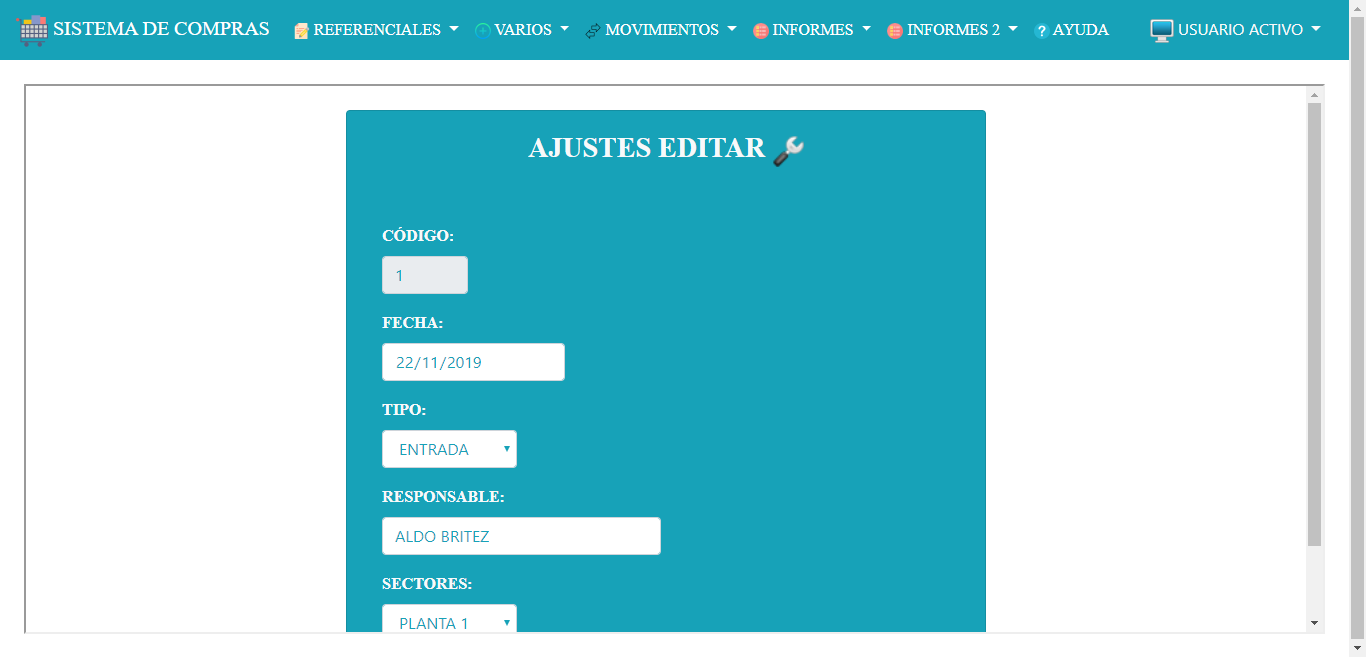 SISTEMA DE COMPRAS REFERENCIALES VARIOS MOVIMIENTOS INFORMES INFORMES 2 AYUDA USUARIO ACTIVO
AJUSTES EDITAR
CÓDIGO:
1
FECHA:
22/11/2019
TIPO:
ENTRADA
RESPONSABLE:
ALDO BRITEZ
SECTORES:
PLANTA 1